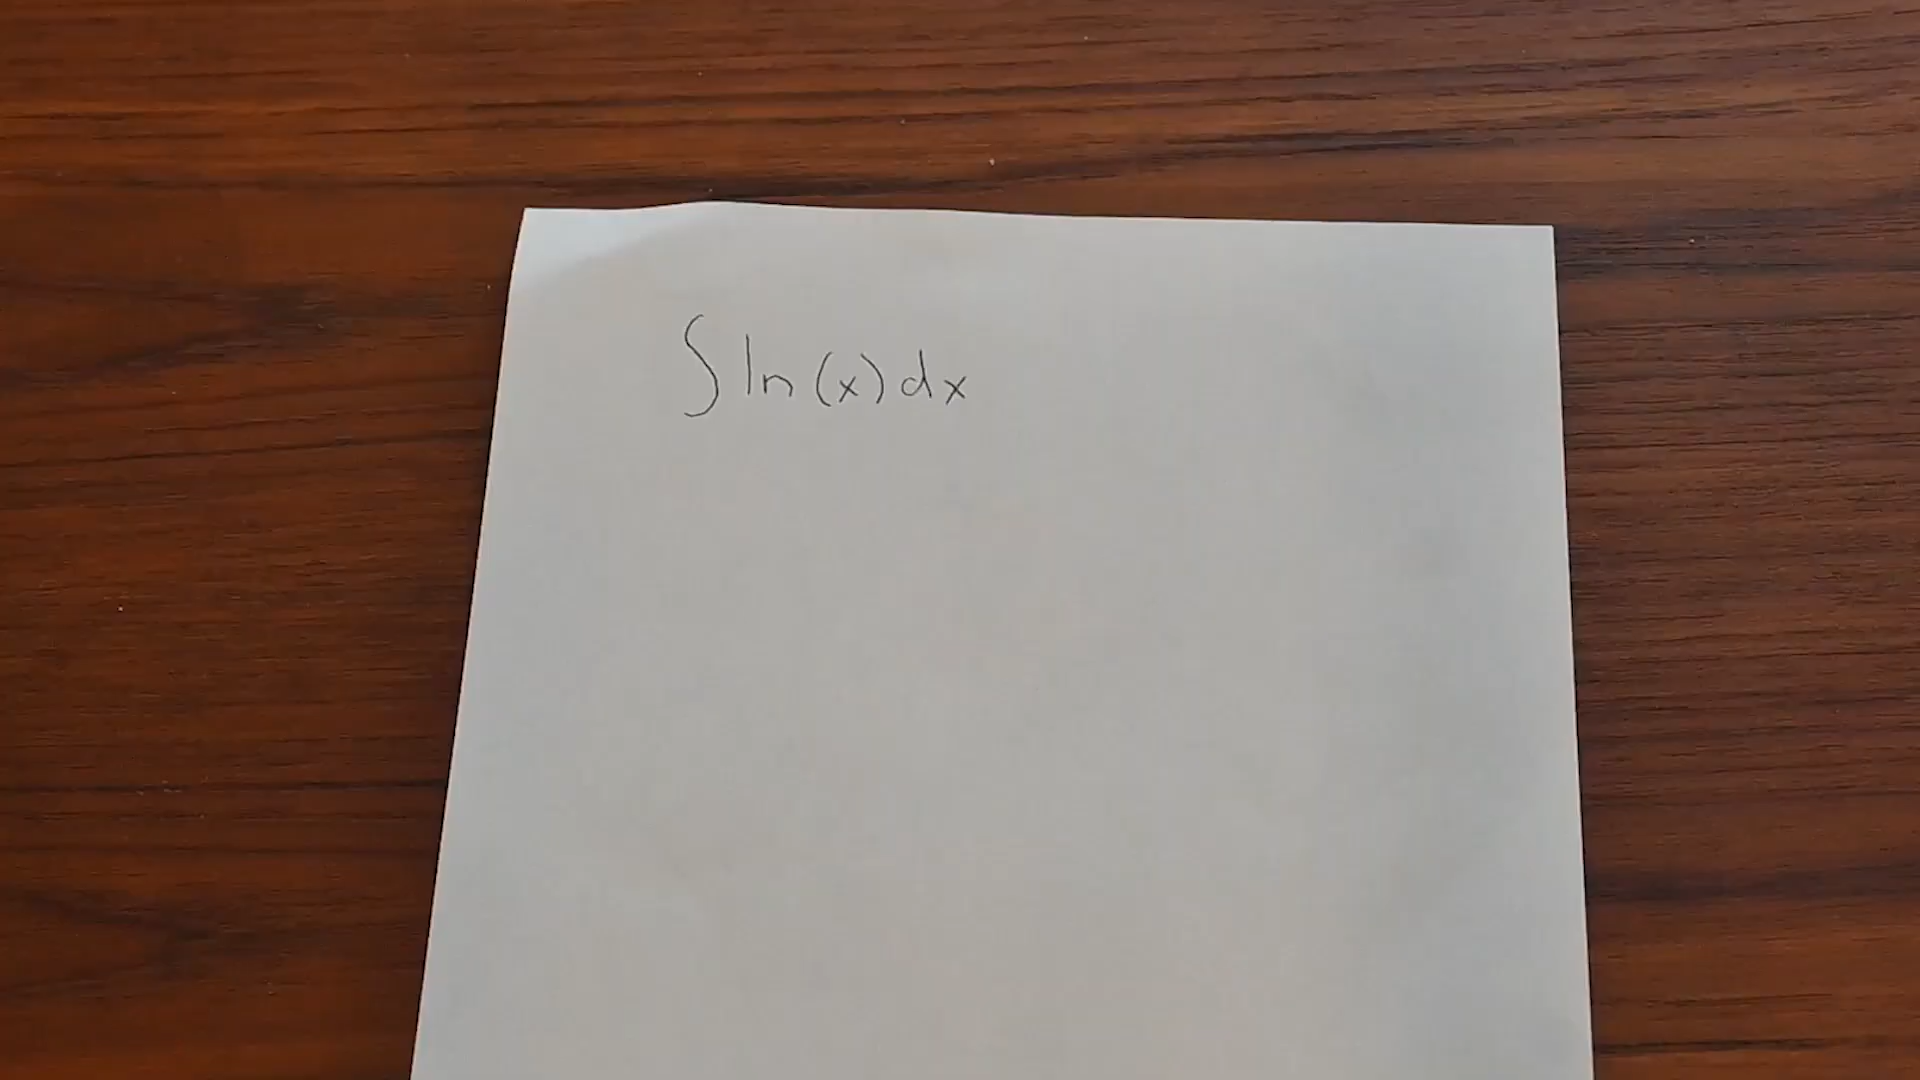 ∫ ln (x) dx